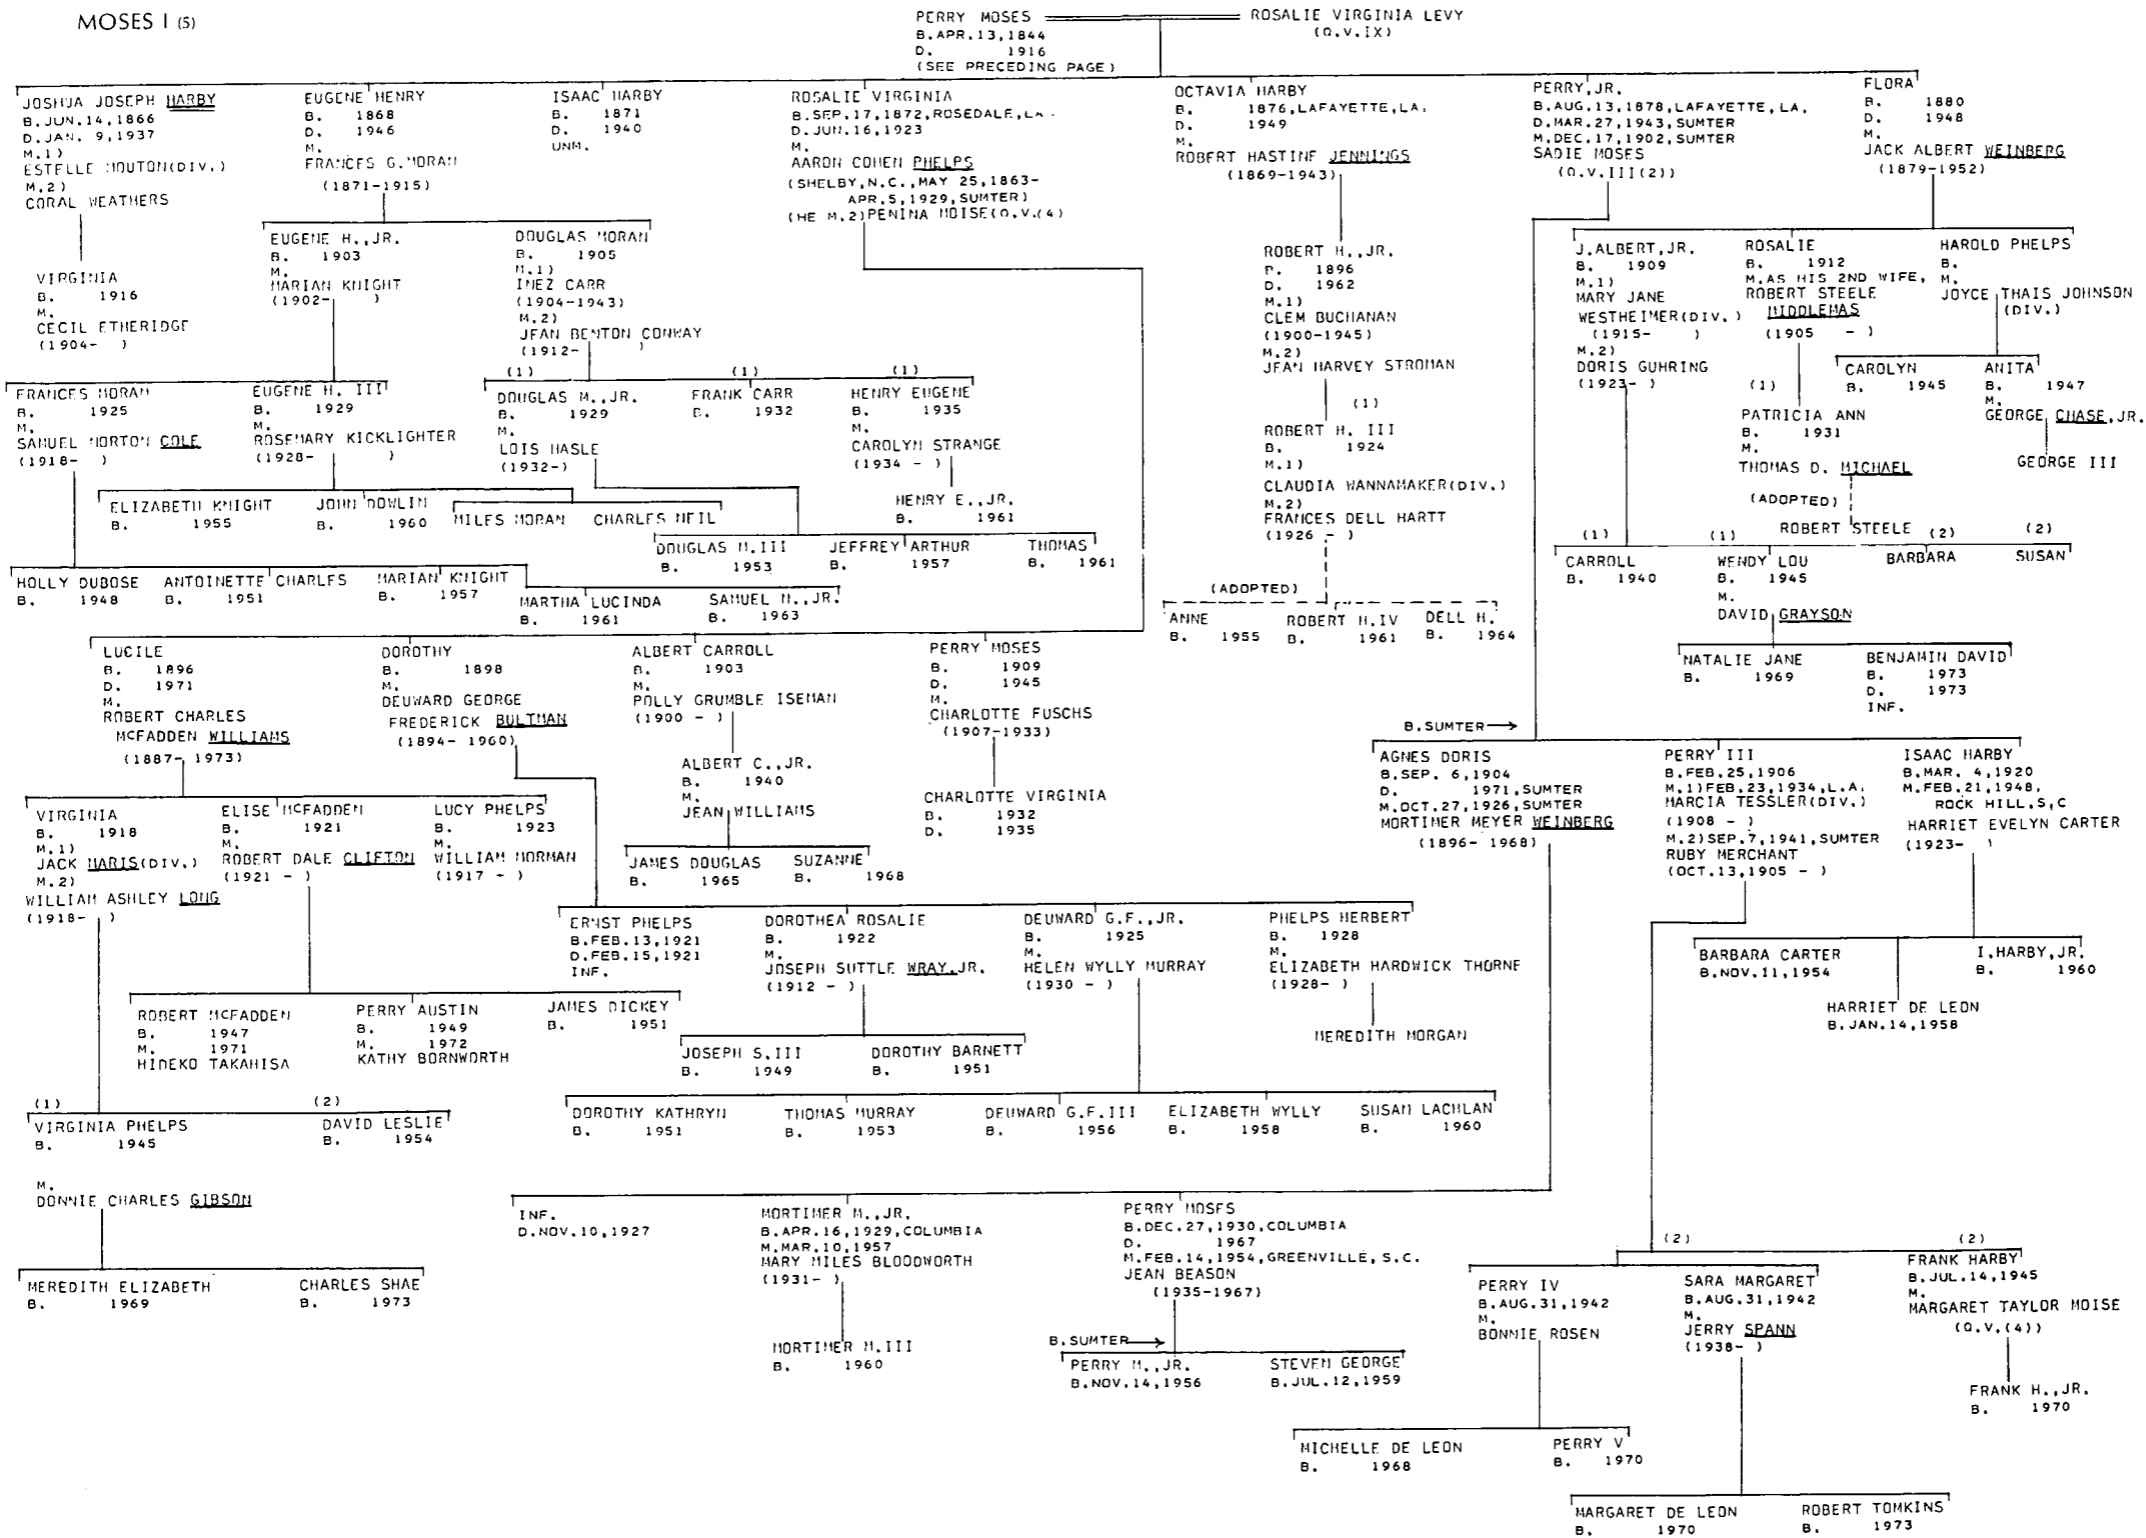 MOSES I (5)
PERRY MOSES
B.APR.13,1844
D. 1916
(SEE PRECEDING PAGE)
ROSALIE VIRGINIA LEVY
(Q.V.IX)
JOSHUA JOSEPH HARBY
B.JUN.14,1866
D.JAN. 9,1937
M.1)
ESTELLE MOUTON(DIV.)
M.2)
CORAL WEATHERS
EUGENE HENRY
B. 1868
D. 1946
M.
FRANCES G.MORAN
(1871-1915)
ISAAC HARBY
B. 1871
D. 1940
UNM.
ROSALIE VIRGINIA
B.SEP.17,1872,ROSEDALE,LA.
D.JUN.16,1923
M.
AARON COHEN PHELPS
(SHELBY,N.C.,MAY 25,1863-
APR.5,1929,SUMTER)
(HE M.2)PENINA MOISE(Q.V.(4)
OCTAVIA HARBY
B. 1876,LAFAYETTE,LA.
D. 1949
M.
ROBERT HASTINE JENNINGS
(1869-1943)
PERRY,JR.
B.AUG.13,1878,LAFAYETTE,LA.
D.MAR.27,1943,SUMTER
M.DEC.17,1902,SUMTER
SADIE MOSES
(Q.V.III(2))
FLORA
B. 1880
D. 1948
M.
JACK ALBERT WEINBERG
(1879-1952)
VIRGINIA
B. 1916
M.
CECIL ETHERIDGE
(1904- )
EUGENE H.,JR.
B. 1903
M.
MARIAN KNIGHT
(1902- )
DOUGLAS MORAN
B. 1905
M.1)
INEZ CARR
(1904-1943)
M.2)
JEAN BENTON CONWAY
(1912- )
ROBERT H.,JR.
B. 1896
D. 1962
M.1)
CLEM BUCHANAN
(1900-1945)
M.2)
JEAN HARVEY STROMAN
J.ALBERT,JR.
B. 1909
M.1)
MARY JANE
WESTHEIMER(DIV.)
(1915- )
M.2)
DORIS GUHRING
(1923- )
ROSALIE
B. 1912
M.AS HIS 2ND WIFE,
ROBERT STEELE
MIDDLEMAS
(1905 - )
HAROLD PHELPS
B.
M.
JOYCE THAIS JOHNSON
(DIV.)
FRANCES MORAN
B. 1925
M.
SAMUEL NORTON COLE
(1918- )
EUGENE H. III
B. 1929
M.
ROSEMARY KICKLIGHTER
(1928- )
(1)
DOUGLAS M.,JR.
B. 1929
M.
LOIS HASLE
(1932-)
(1)
FRANK CARR
B. 1932
(1)
HENRY EUGENE
B. 1935
M.
CAROLYN STRANGE
(1934 - )
(1)
ROBERT H. III
B. 1924
M.1)
CLAUDIA WANNAMAKER(DIV.)
M.2)
FRANCES DELL HARTT
(1926 - )
(1)
PATRICIA ANN
B. 1931
M.
THOMAS D. MICHAEL
(ADOPTED)
ROBERT STEELE
CAROLYN
B. 1945
ANITA
B. 1947
M.
GEORGE CHASE,JR.
GEORGE III
ELIZABETH KNIGHT
B. 1955
JOHN DOWLIN
B. 1960
MILES MORAN
CHARLES NEIL
HENRY E.,JR.
B. 1961
DOUGLAS M.III
B. 1953
JEFFREY ARTHUR
B. 1957
THOMAS
B. 1961
HOLLY DUBOSE
B. 1948
ANTOINETTE CHARLES
B. 1951
MARIAN KNIGHT
B. 1957
MARTHA LUCINDA
B. 1961
SAMUEL N.,JR.
B. 1963
(ADOPTED)
ANNE
B. 1955
ROBERT H.IV
B. 1961
DELL H.
B. 1964
(1)
CARROLL
B. 1940
(1)
WENDY LOU
B. 1945
M.
DAVID GRAYSON
(2)
BARBARA
(2)
SUSAN
NATALIE JANE
B. 1969
BENJAMIN DAVID
B. 1973
D. 1973
INF.
LUCILE
B. 1896
D. 1971
M.
ROBERT CHARLES
MCFADDEN WILLIAMS
(1887- 1973)
DOROTHY
B. 1898
M.
DEUWARD GEORGE
FREDERICK BULTMAN
(1894- 1960)
ALBERT CARROLL
B. 1903
M.
POLLY GRUMBLE ISEMAN
(1900 - )
PERRY MOSES
B. 1909
D. 1945
M.
CHARLOTTE FUSCHS
(1907-1933)
B.SUMTER
AGNES DORIS
B.SEP. 6,1904
D. 1971,SUMTER
M.OCT.27,1926,SUMTER
MORTIMER MEYER WEINBERG
(1896- 1968)
PERRY III
B.FEB.25,1906
M.1)FEB.23,1934,L.A.
MARCIA TESSLER(DIV.)
(1908 - )
M.2)SEP.7,1941,SUMTER
RUBY MERCHANT
(OCT.13,1905 - )
ISAAC HARBY
B.MAR. 4,1920
M.FEB.21,1948,
ROCK HILL,S,C
HARRIET EVELYN CARTER
(1923- )
ALBERT C.,JR.
B. 1940
M.
JEAN WILLIAMS
CHARLOTTE VIRGINIA
B. 1932
D. 1935
VIRGINIA
B. 1918
M.1)
JACK MARIS(DIV.)
M.2)
WILLIAM ASHLEY LONG
(1918- )
ELISE MCFADDEN
B. 1921
M.
ROBERT DALE CLIFTON
(1921 - )
LUCY PHELPS
B. 1923
M.
WILLIAM NORMAN
(1917 - )
JAMES DOUGLAS
B. 1965
SUZANNE
B. 1968
ERNST PHELPS
B.FEB.13,1921
D.FEB.15,1921
INF.
DOROTHEA ROSALIE
B. 1922
M.
JOSEPH SUTTLE WRAY,JR.
(1912 - )
DEUWARD G.F.,JR.
B. 1925
M.
HELEN WYLLY MURRAY
(1930 - )
PHELPS HERBERT
B. 1928
M.
ELIZABETH HARDWICK THORNE
(1928- )
MEREDITH MORGAN
BARBARA CARTER
B.NOV.11,1954
I.HARBY,JR.
B. 1960
HARRIET DE LEON
B.JAN.14,1958
ROBERT MCFADDEN
B. 1947
M. 1971
HIDEKO TAKAHISA
PERRY AUSTIN
B. 1949
M. 1972
KATHY BORNWORTH
JAMES DICKEY
B. 1951
JOSEPH S.III
B. 1949
DOROTHY BARNETT
B. 1951
(1)
VIRGINIA PHELPS
B. 1945
M.
DONNIE CHARLES GIBSON
(2)
DAVID LESLIE
B. 1954
DOROTHY KATHRYN
B. 1951
THOMAS MURRAY
B. 1953
DEUWARD G.F.III
B. 1956
ELIZABETH WYLLY
B. 1958
SUSAN LACHLAN
B. 1960
INF.
D.NOV.10,1927
MORTIMER M.,JR.
B.APR.16,1929,COLUMBIA
M.MAR.10,1957
MARY MILES BLOODWORTH
(1931- )
PERRY MOSES
B.DEC.27,1930,COLUMBIA
D. 1967
M.FEB.14,1954,GREENVILLE,S.C.
JEAN BEASON
(1935-1967)
MEREDITH ELIZABETH
B. 1969
CHARLES SHAE
B. 1973
MORTIMER M.III
B. 1960
B.SUMTER
PERRY M.,JR.
B.NOV.14,1956
STEVEN GEORGE
B.JUL.12,1959
PERRY IV
B.AUG.31,1942
M.
BONNIE ROSEN
(2)
SARA MARGARET
B.AUG.31,1942
M.
JERRY SPANN
(1938- )
(2)
FRANK HARBY
B.JUL.14,1945
M.
MARGARET TAYLOR MOISE
(Q.V.(4))
FRANK H.,JR.
B. 1970
MICHELLE DE LEON
B. 1968
PERRY V
B. 1970
MARGARET DE LEON
B. 1970
ROBERT TOMKINS
B. 1973